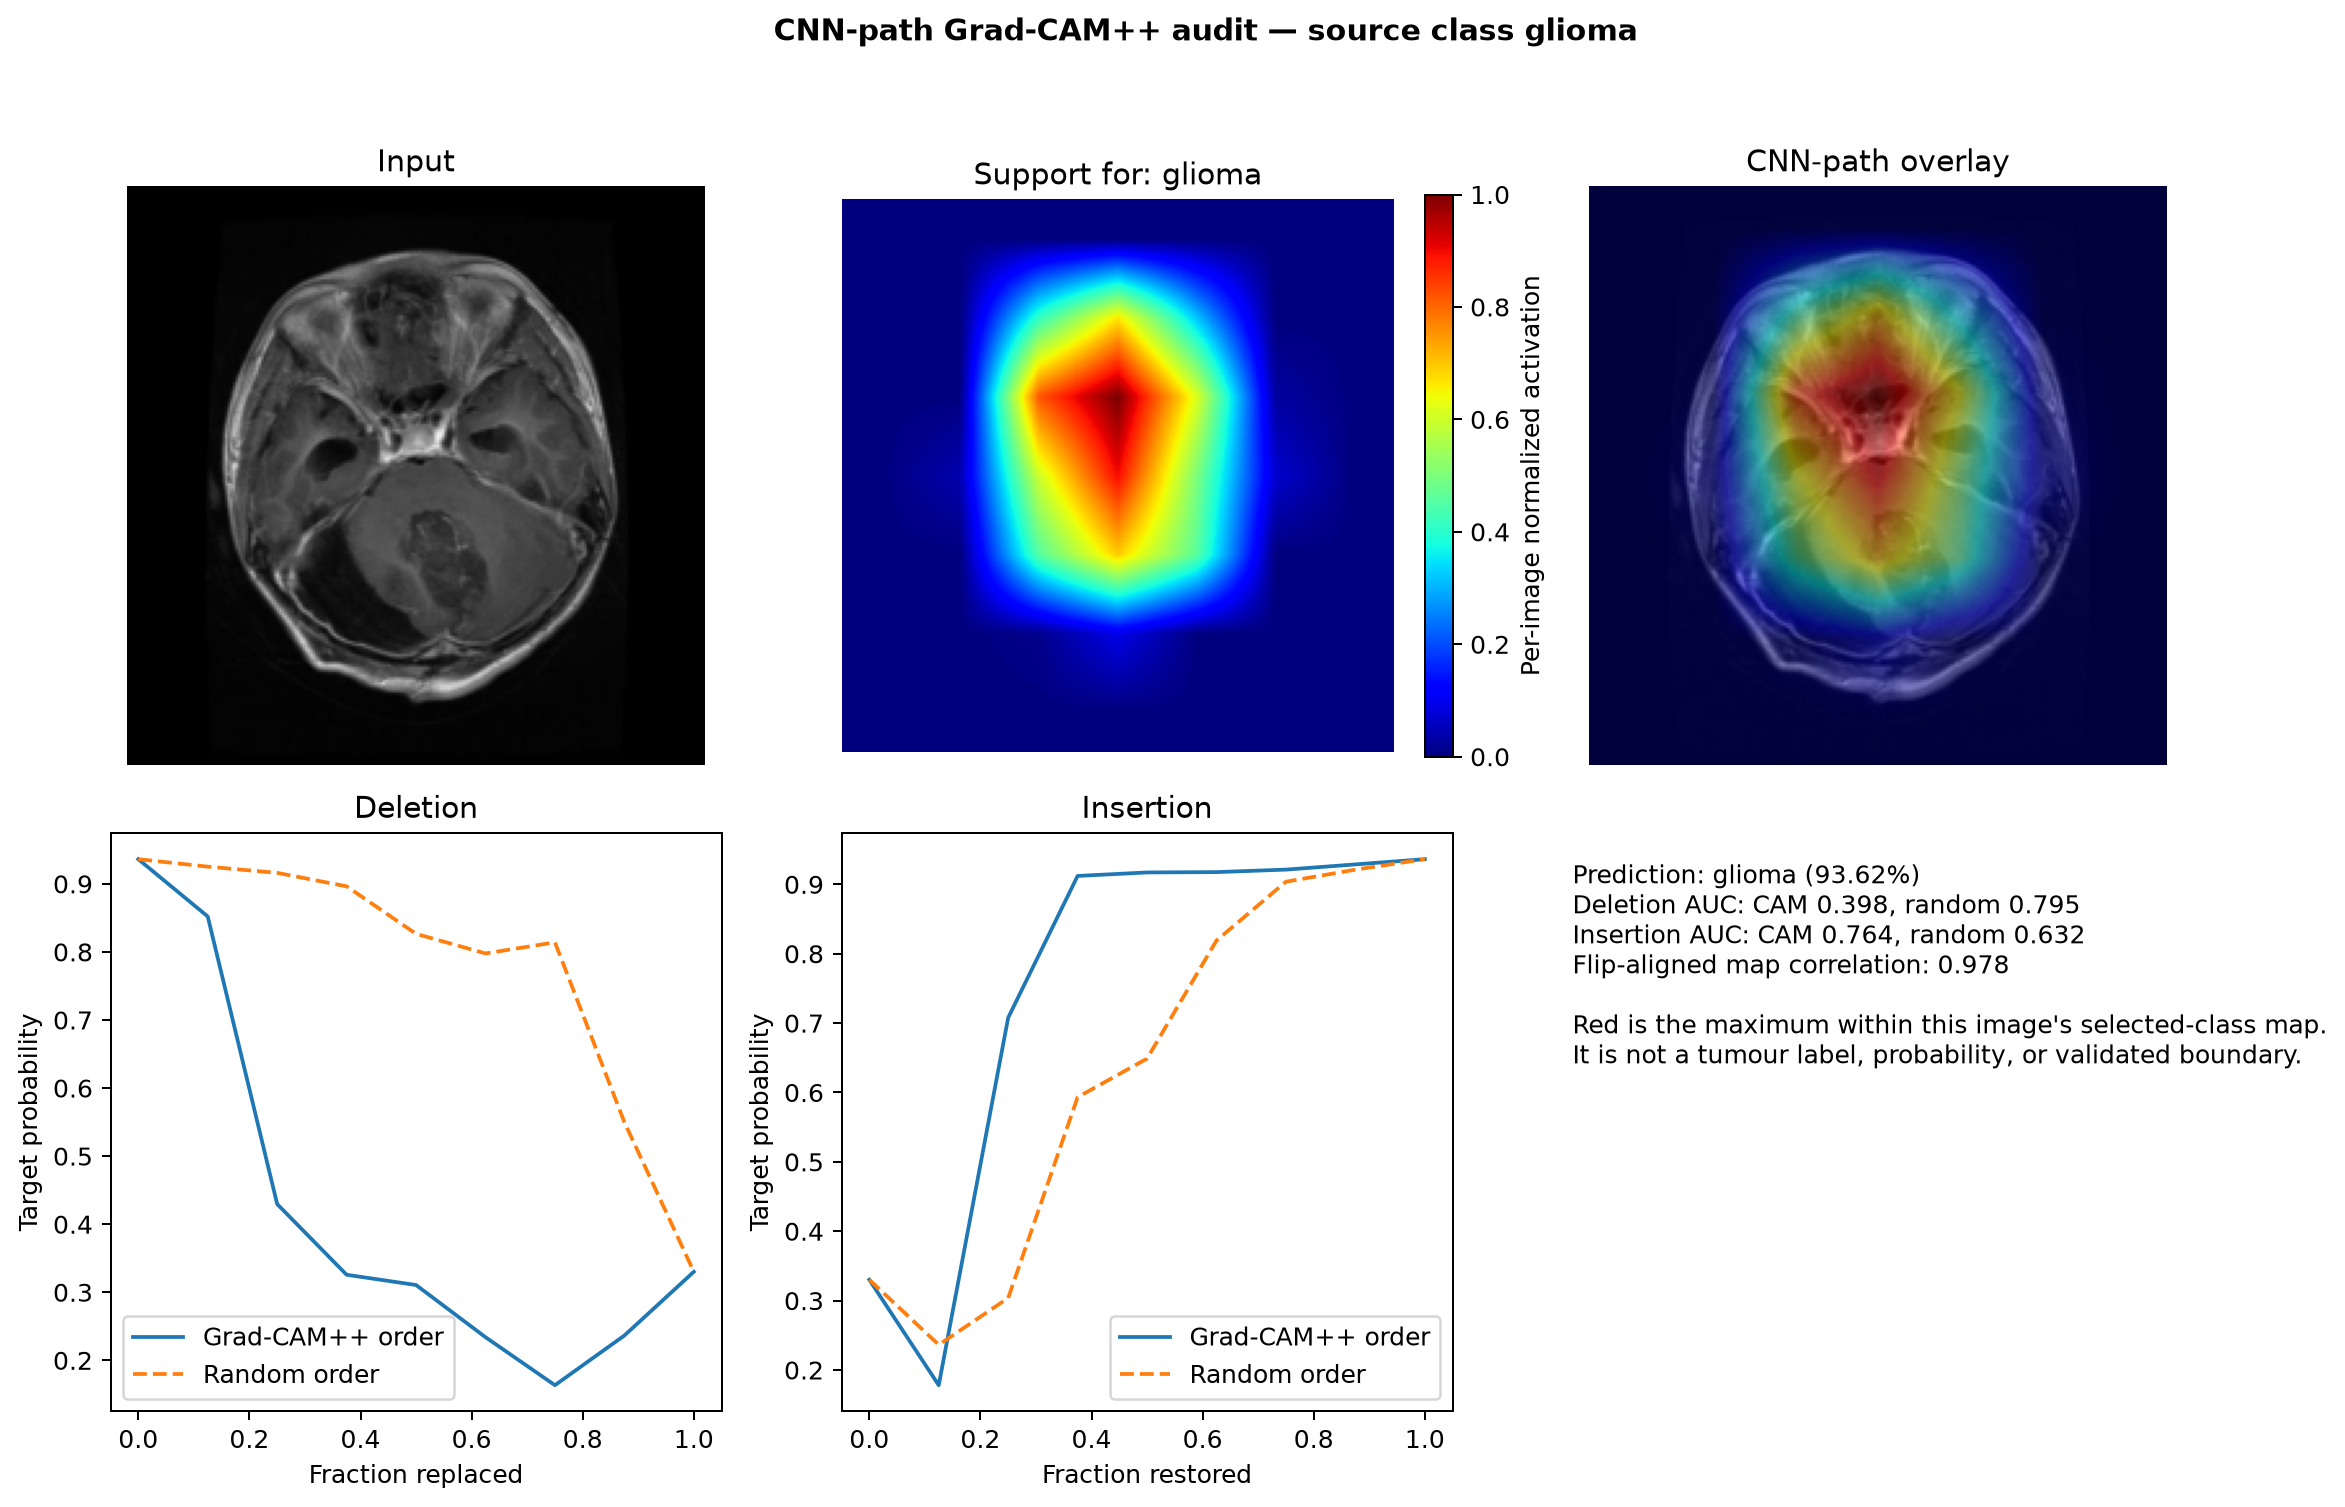 CNN-path Grad-CAM++ audit — source class glioma
Input
Support for: glioma
CNN-path overlay
1.0
0.8
0.6
0.4
0.2
0.0
Per-image normalized activation
Deletion
Insertion
Target probability
0.9
0.8
0.7
0.6
0.5
0.4
0.3
0.2
Grad-CAM++ order
Random order
0.0 0.2 0.4 0.6 0.8 1.0
Fraction replaced
Target probability
0.9
0.8
0.7
0.6
0.5
0.4
0.3
0.2
Grad-CAM++ order
Random order
0.0 0.2 0.4 0.6 0.8 1.0
Fraction restored
Prediction: glioma (93.62%)
Deletion AUC: CAM 0.398, random 0.795
Insertion AUC: CAM 0.764, random 0.632
Flip-aligned map correlation: 0.978
Red is the maximum within this image's selected-class map.
It is not a tumour label, probability, or validated boundary.